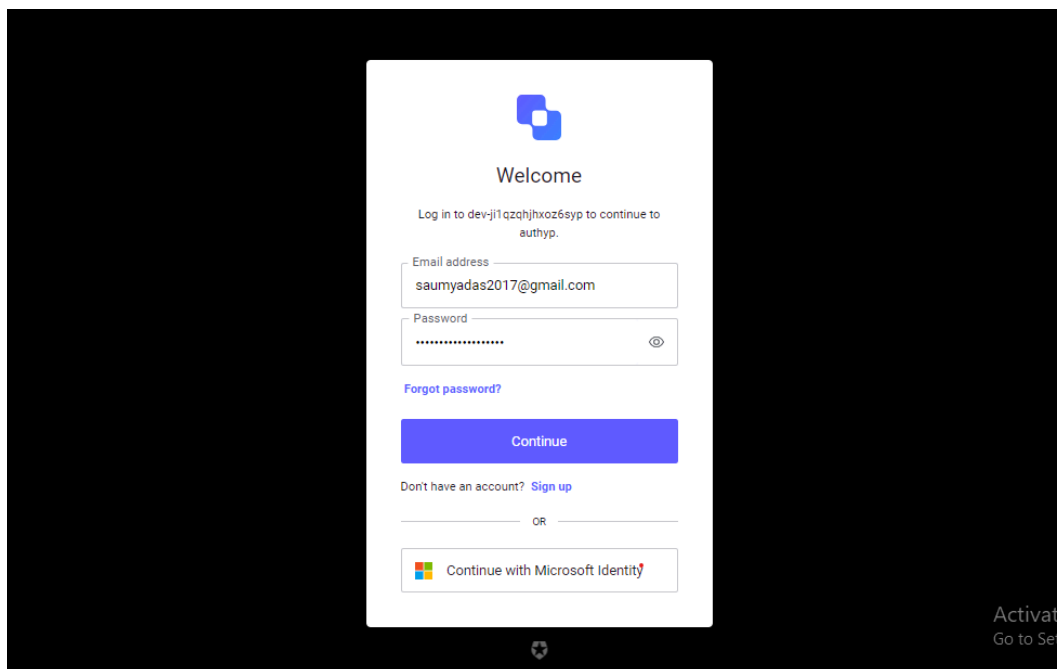 Welcome
Log in to dev-ji1qzqhjhxoz6syp to continue to
authyp.
Email address
saumyadas2017@gmail.com
Password
Forgot password?
Continue
Don't have an account? Sign up
OR
Continue with Microsoft Identity
Activat
Go to Set